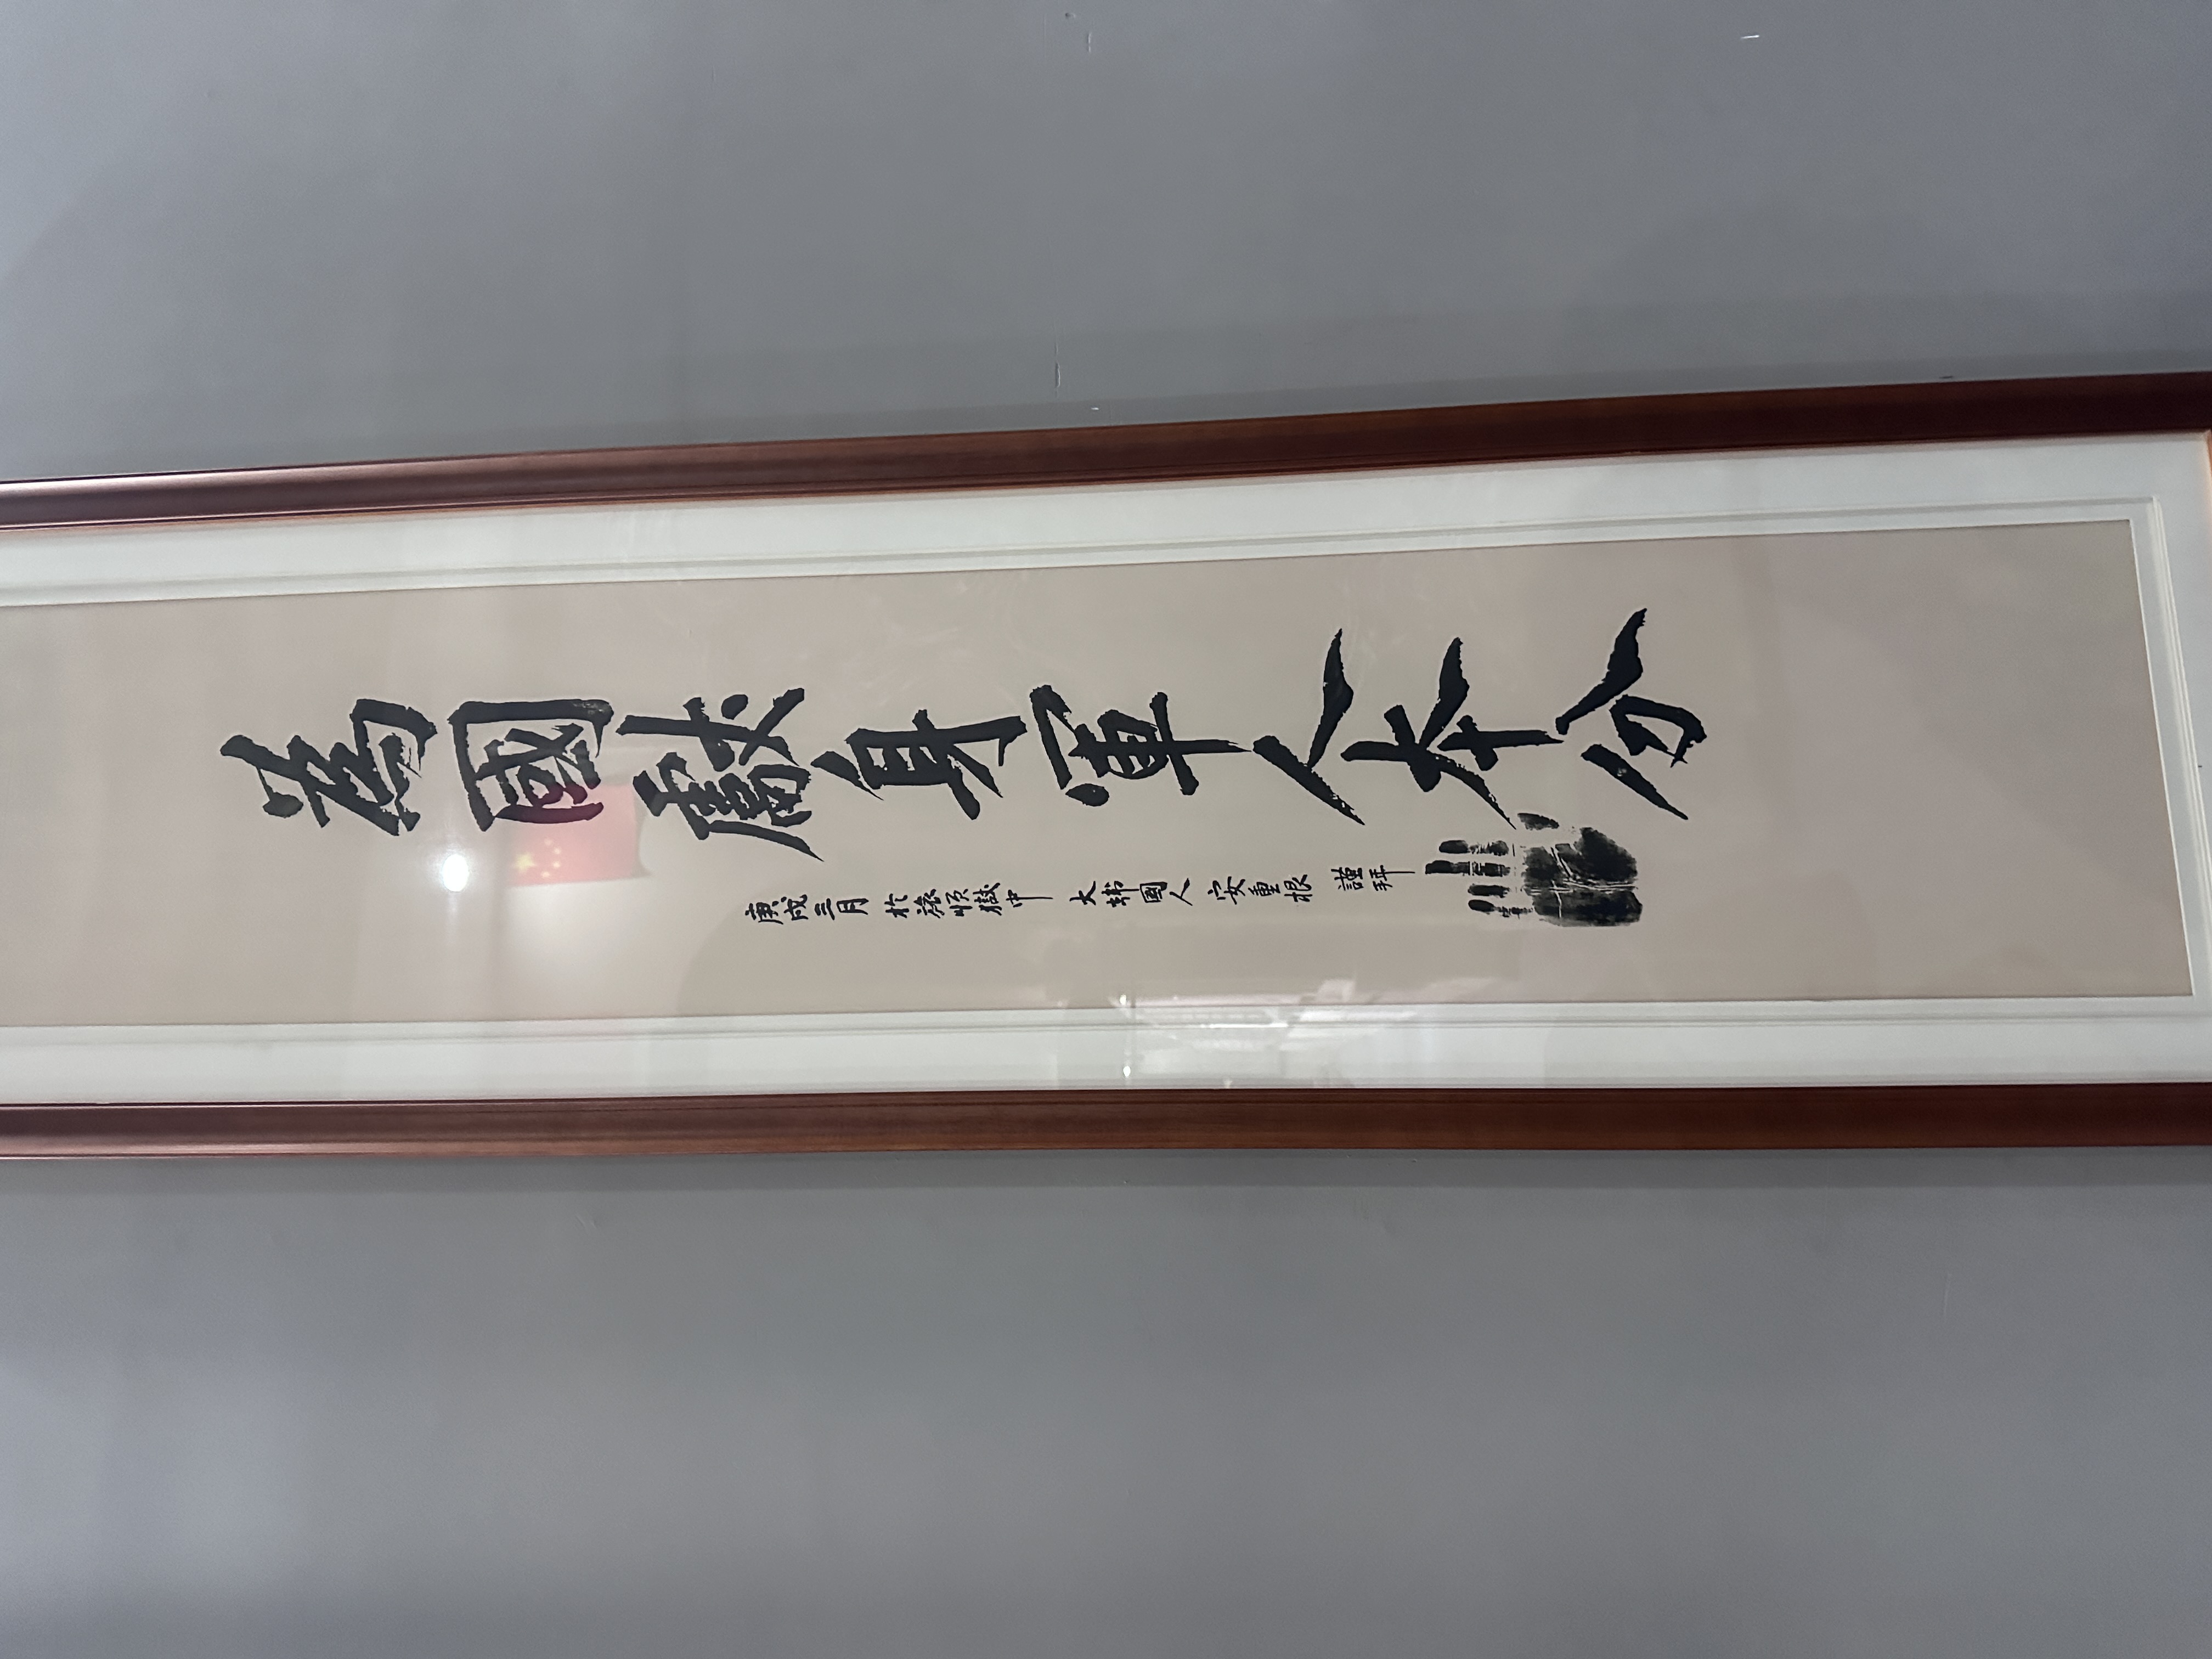 為國獻身軍人本分
庚戌三月 於旅順獄中 大韓國人 安重根 謹拜